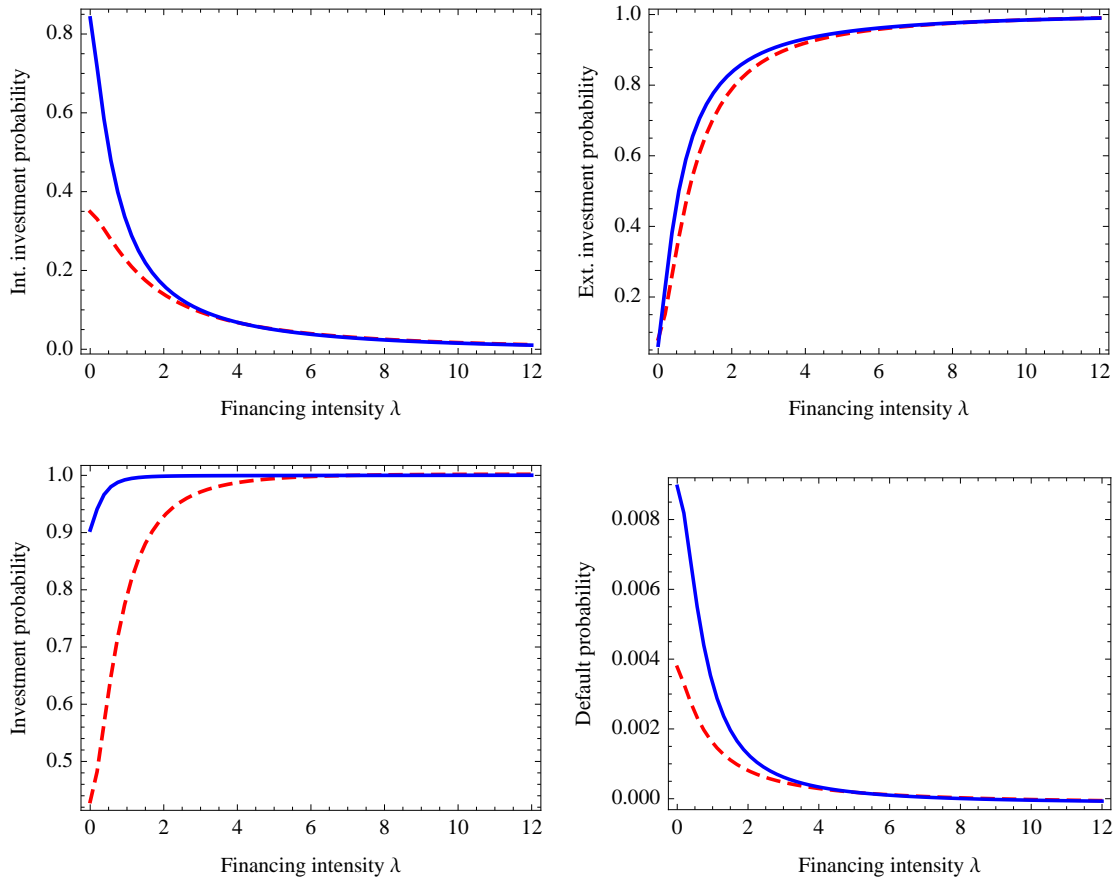 0.8
0.6
0.4
0.2
0.0
0 2 4 6 8 10 12
Int. investment probability
Financing intensity λ
1.0
0.8
0.6
0.4
0.2
0 2 4 6 8 10 12
Ext. investment probability
Financing intensity λ
1.0
0.9
0.8
0.7
0.6
0.5
0 2 4 6 8 10 12
Investment probability
Financing intensity λ
0.008
0.006
0.004
0.002
0.000
0 2 4 6 8 10 12
Default probability
Financing intensity λ